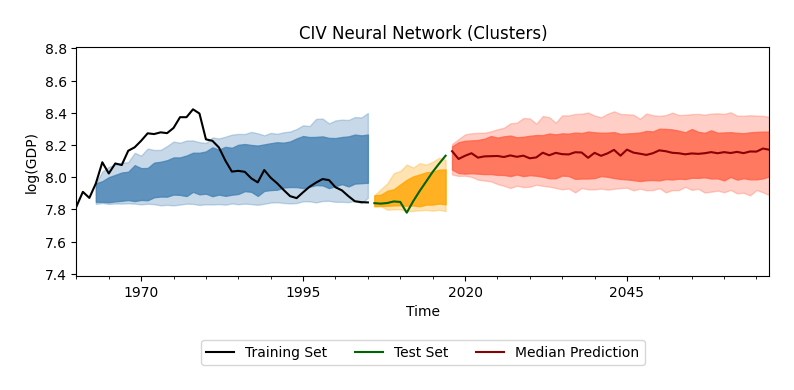 CIV Neural Network (Clusters)
8.8
8.6
8.4
8.2
8.0
7.8
7.6
7.4
log(GDP)
1970
1995
2020
2045
Time
Training Set
Test Set
Median Prediction